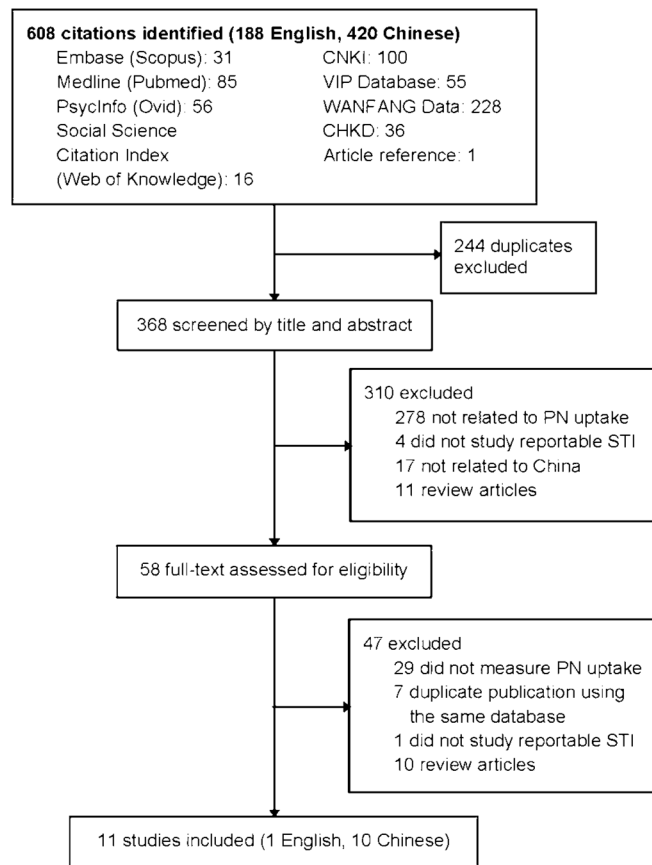 608 citations identified (188 English, 420 Chinese)
Embase (Scopus): 31
Medline (Pubmed): 85
PsycInfo (Ovid): 56
Social Science
Citation Index
(Web of Knowledge): 16
CNKI: 100
VIP Database: 55
WANFANG Data: 228
CHKD: 36
Article reference: 1
244 duplicates
excluded
368 screened by title and abstract
310 excluded
278 not related to PN uptake
4 did not study reportable STI
17 not related to China
11 review articles
58 full-text assessed for eligibility
47 excluded
29 did not measure PN uptake
7 duplicate publication using
the same database
1 did not study reportable STI
10 review articles
11 studies included (1 English, 10 Chinese)